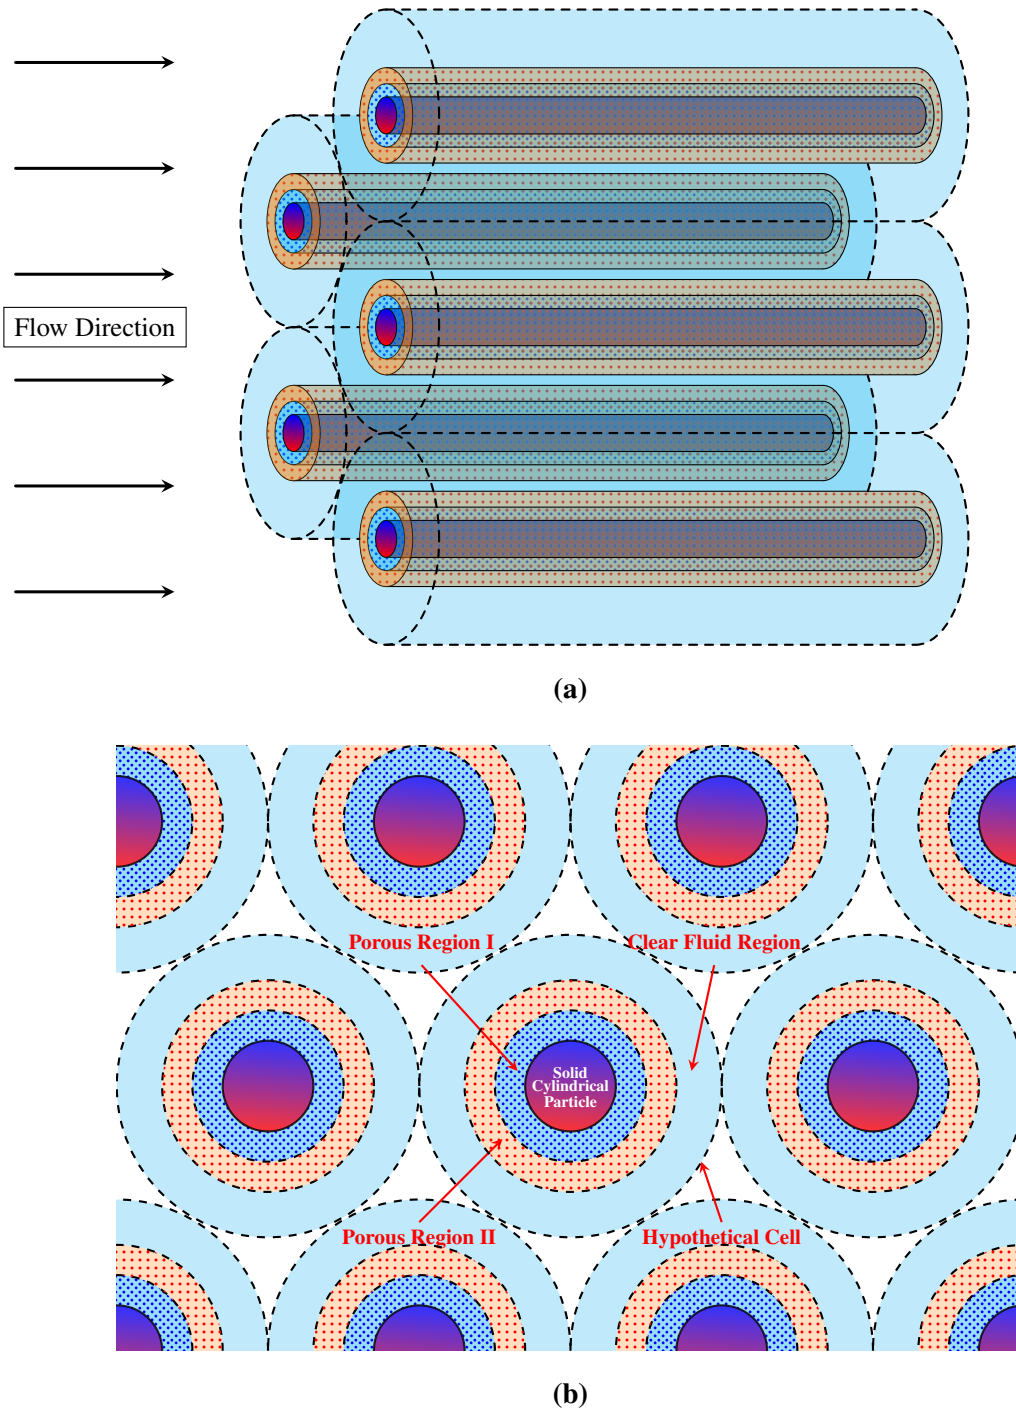 Flow Direction
(a)
Porous Region I
Clear Fluid Region
Solid
Cylindrical
Particle
Porous Region II
Hypothetical Cell
(b)